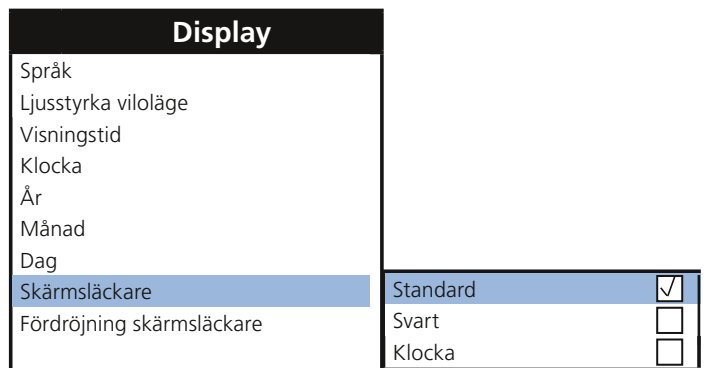 Display
Språk
Ljusstyrka viloläge
Visningstid
Klocka
År
Månad
Dag
Skärmsläckare
Fördröjning skärmsläckare
Standard
Svart
Klocka